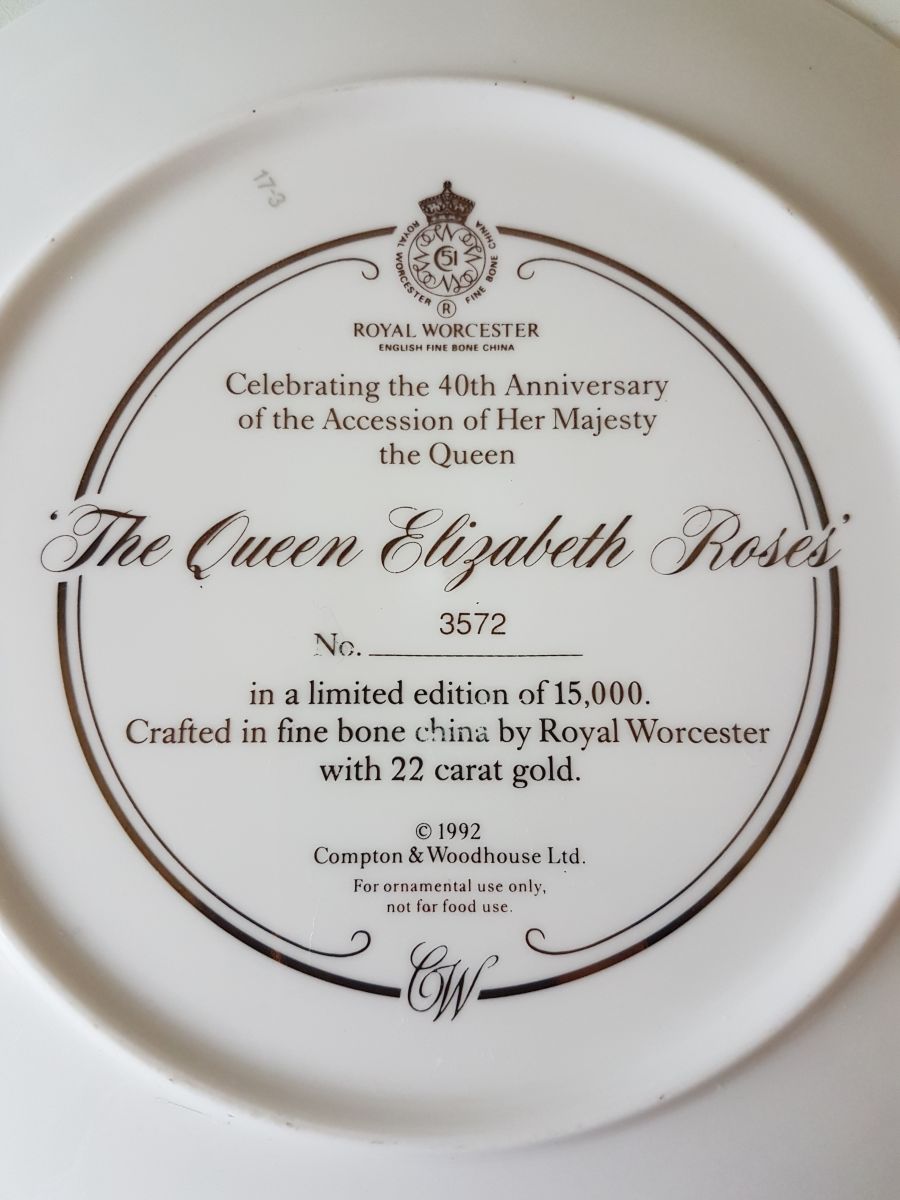 17-3
ROYAL WORCESTER
FINE BONE CHINA
51
®
ROYAL WORCESTER
ENGLISH FINE BONE CHINA
Celebrating the 40th Anniversary
of the Accession of Her Majesty
the Queen
'The Queen Elizabeth Roses'
No. 3572
in a limited edition of 15,000.
Crafted in fine bone china by Royal Worcester
with 22 carat gold.
© 1992
Compton & Woodhouse Ltd.
For ornamental use only,
not for food use.
CW